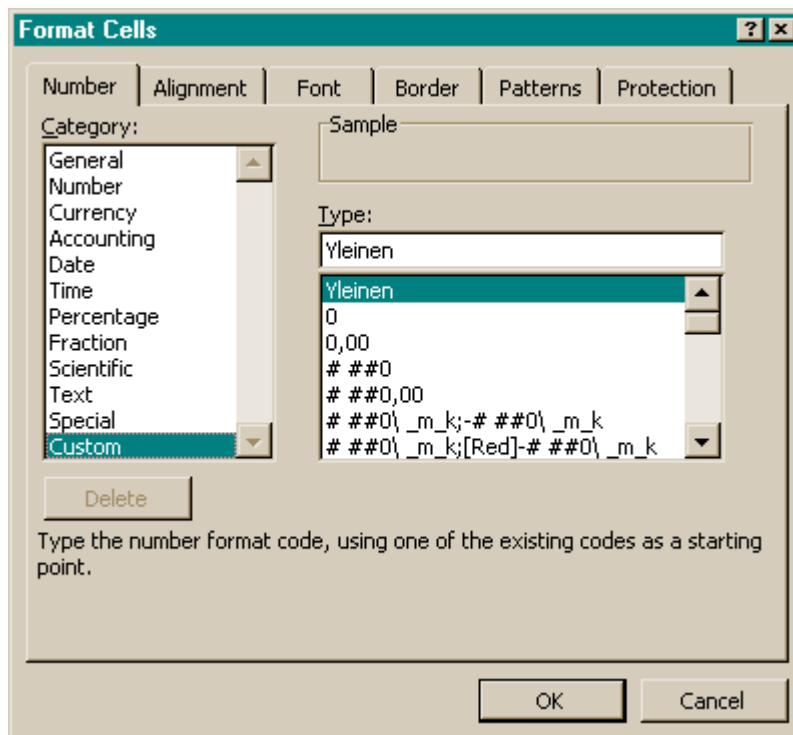 Format Cells
Number Alignment Font Border Patterns Protection
Category:
General
Number
Currency
Accounting
Date
Time
Percentage
Fraction
Scientific
Text
Special
Custom
Sample
Type:
Yleinen
Yleinen
0
0,00
# ##0
# ##0,00
# ##0\ _m_k;-# ##0\ _m_k
# ##0\ _m_k;[Red]-# ##0\ _m_k
Delete
Type the number format code, using one of the existing codes as a starting
point.
OK Cancel